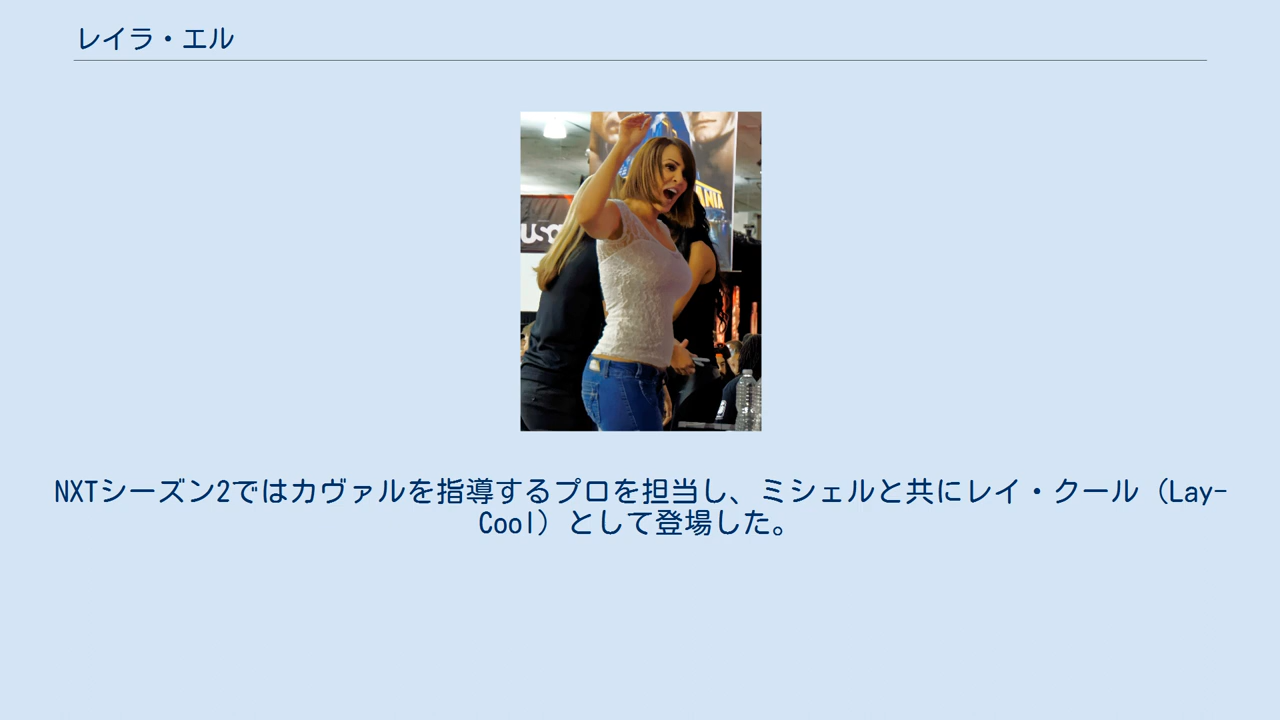 レイラ・エル
ANIA
usa
NXTシーズン2ではカヴァルを指導するプロを担当し、ミシェルと共にレイ・クール（Lay-
Cool）として登場した。